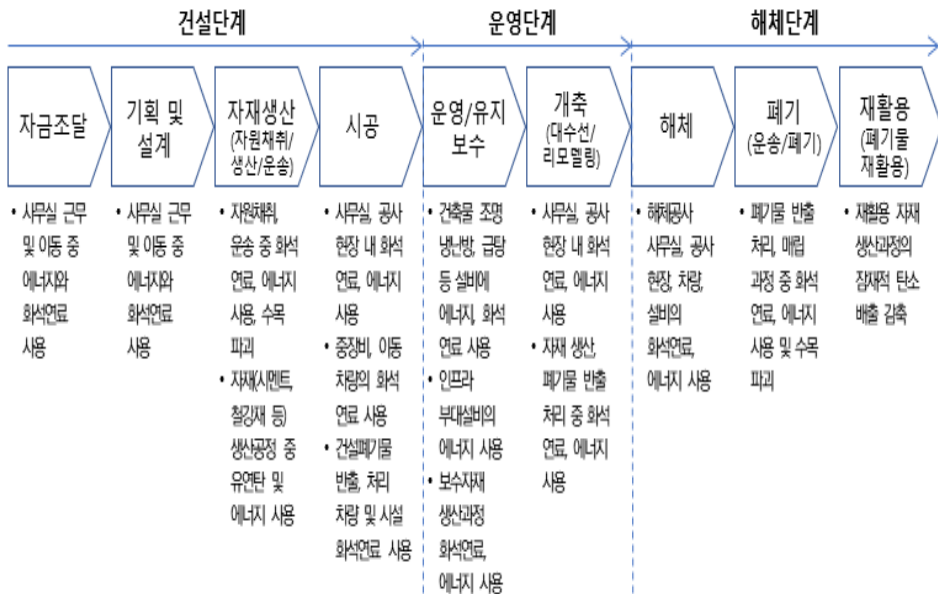 건설단계
운영단계
해체단계
자금조달
기획 및
설계
자재생산
(자원채취/
생산/운송)
시공
운영/유지
보수
개축
(대수선/
리모델링)
해체
폐기
(운송/폐기)
재활용
(폐기물
재활용)
• 사무실 근무
및 이동 중
에너지와
화석연료
사용
• 사무실 근무
및 이동 중
에너지와
화석연료
사용
• 자원채취,
운송 중 화석
연료, 에너지
사용, 수목
파괴
• 자재(시멘트,
철강재 등)
생산공정 중
유연탄 및
에너지 사용
• 사무실, 공사
현장 내 화석
연료, 에너지
사용
• 중장비, 이동
차량의 화석
연료 사용
• 건설폐기물
반출, 처리
차량 및 시설
화석연료 사용
• 건축물 조명
냉난방, 급탕
등 설비에
에너지, 화석
연료 사용
• 인프라
부대설비의
에너지 사용
• 보수자재
생산과정
화석연료,
에너지 사용
• 사무실, 공사
현장 내 화석
연료, 에너지
사용
• 자재 생산,
폐기물 반출
처리 중 화석
연료, 에너지
사용
• 해체공사
사무실, 공사
현장, 차량,
설비의
화석연료,
에너지 사용
• 폐기물 반출
처리, 매립
과정 중 화석
연료, 에너지
사용 및 수목
파괴
• 재활용 자재
생산과정의
잠재적 탄소
배출 감축